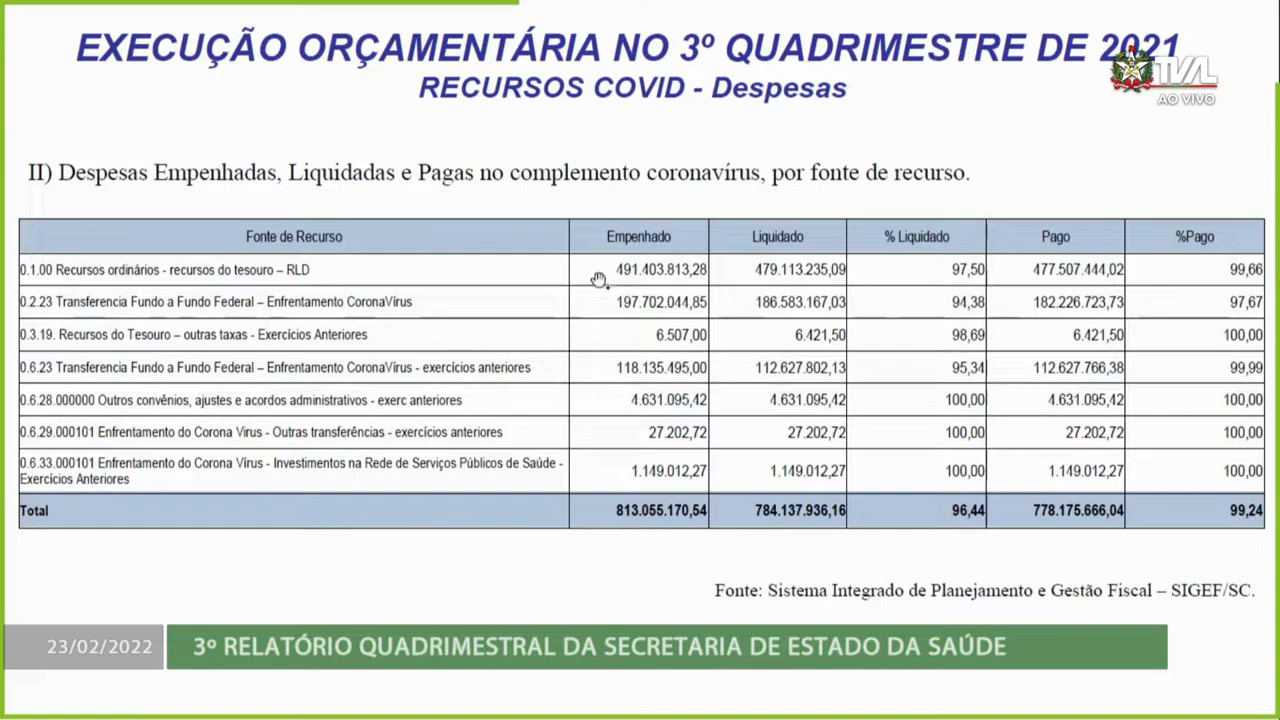 EXECUÇÃO ORÇAMENTÁRIA NO 3º QUADRIMESTRE DE 2021
RECURSOS COVID - Despesas
TVAL
AO VIVO
II) Despesas Empenhadas, Liquidadas e Pagas no complemento coronavírus, por fonte de recurso.
Fonte de Recurso Empenhado Liquidado % Liquidado Pago %Pago
0.1.00 Recursos ordinários - recursos do tesouro – RLD 491.403.813,28 479.113.235,09 97,50 477.507.444,02 99,66
0.2.23 Transferencia Fundo a Fundo Federal – Enfrentamento CoronaVírus 197.702.044,85 186.583.167,03 94,38 182.226.723,73 97,67
0.3.19. Recursos do Tesouro – outras taxas - Exercícios Anteriores 6.507,00 6.421,50 98,69 6.421,50 100,00
0.6.23 Transferência Fundo a Fundo Federal – Enfrentamento CoronaVírus - exercícios anteriores 118.135.495,00 112.627.802,13 95,34 112.627.766,38 99,99
0.6.28.000000 Outros convênios, ajustes e acordos administrativos - exerc anteriores 4.631.095,42 4.631.095,42 100,00 4.631.095,42 100,00
0.6.29.000101 Enfrentamento do Corona Virus - Outras transferências - exercícios anteriores 27.202,72 27.202,72 100,00 27.202,72 100,00
0.6.33.000101 Enfrentamento do Corona Vírus - Investimentos na Rede de Serviços Públicos de Saúde -
Exercícios Anteriores 1.149.012,27 1.149.012,27 100,00 1.149.012,27 100,00
Total 813.055.170,54 784.137.936,16 96,44 778.175.666,04 99,24
Fonte: Sistema Integrado de Planejamento e Gestão Fiscal – SIGEF/SC.
23/02/2022 3º RELATÓRIO QUADRIMESTRAL DA SECRETARIA DE ESTADO DA SAÚDE